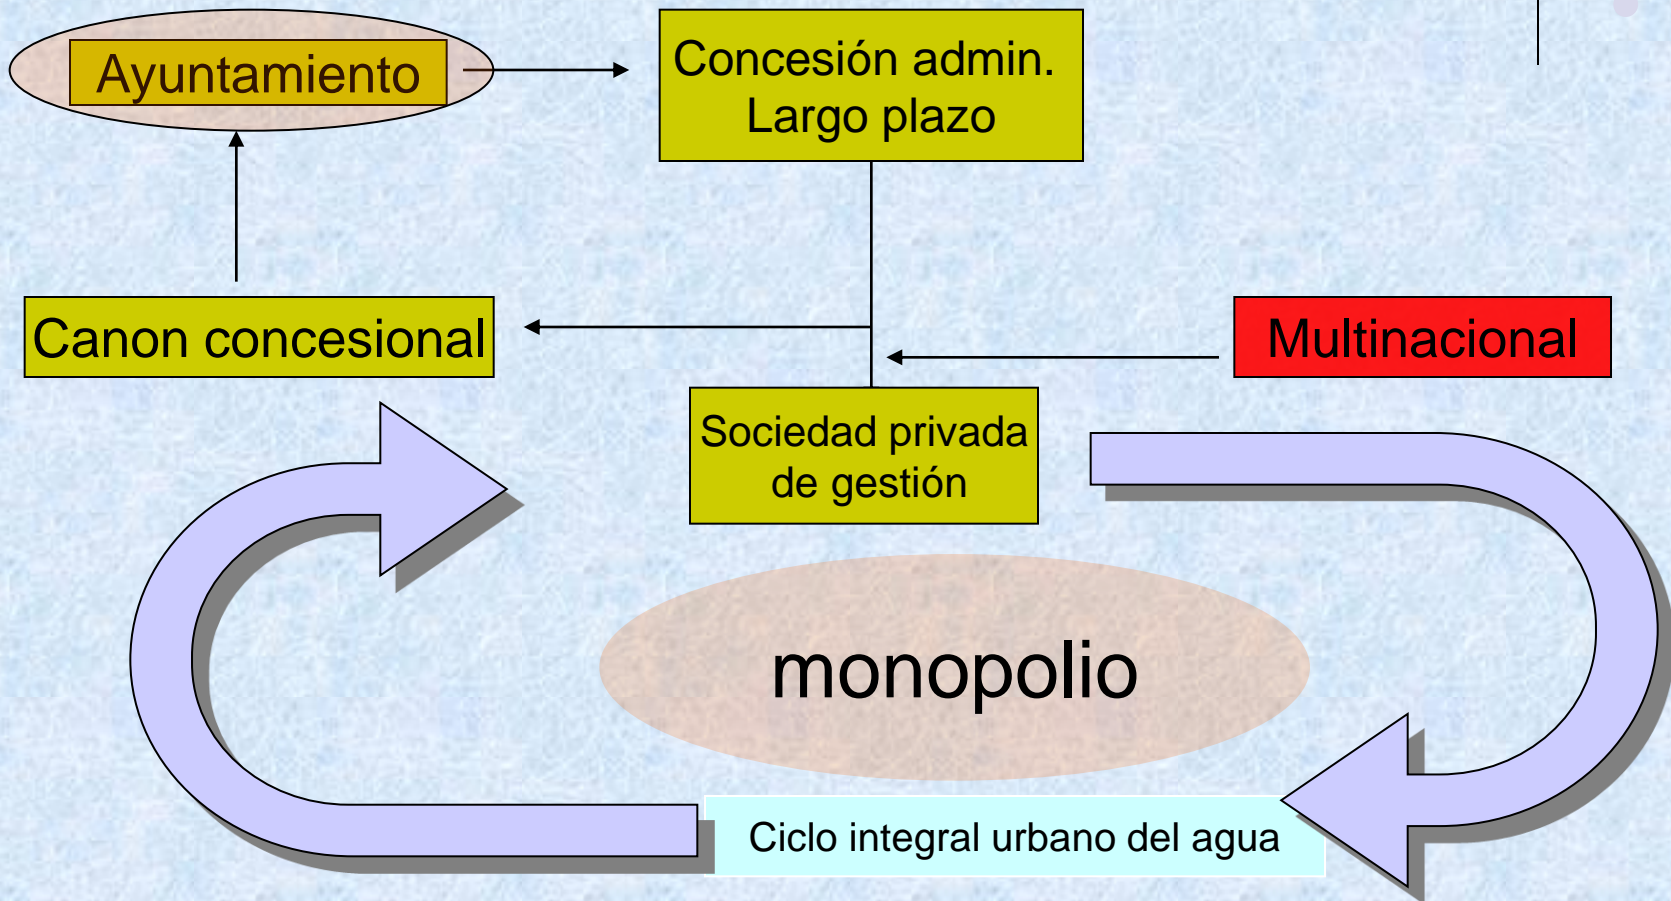 Ayuntamiento
Concesión admin.
Largo plazo
Canon concesional
Multinacional
Sociedad privada
de gestión
monopolio
Ciclo integral urbano del agua